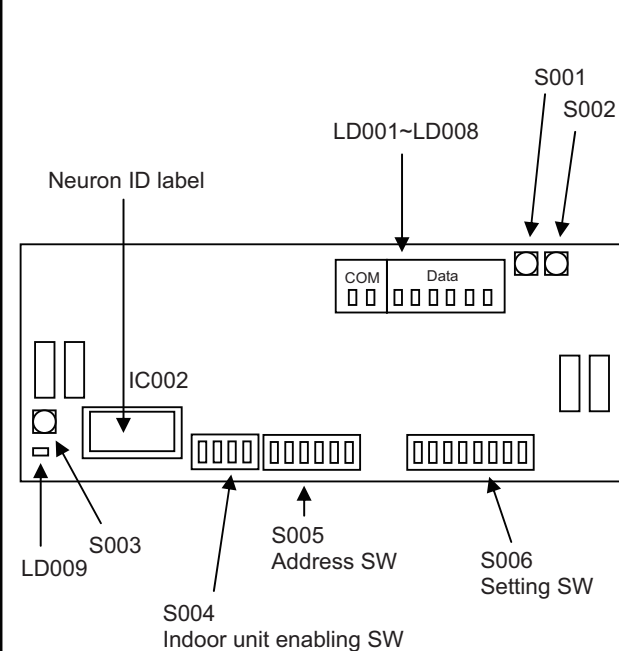 S001
S002
LD001~LD008
Neuron ID label
COM
Data
IC002
S003
LD009
S005
Address SW
S006
Setting SW
S004
Indoor unit enabling SW